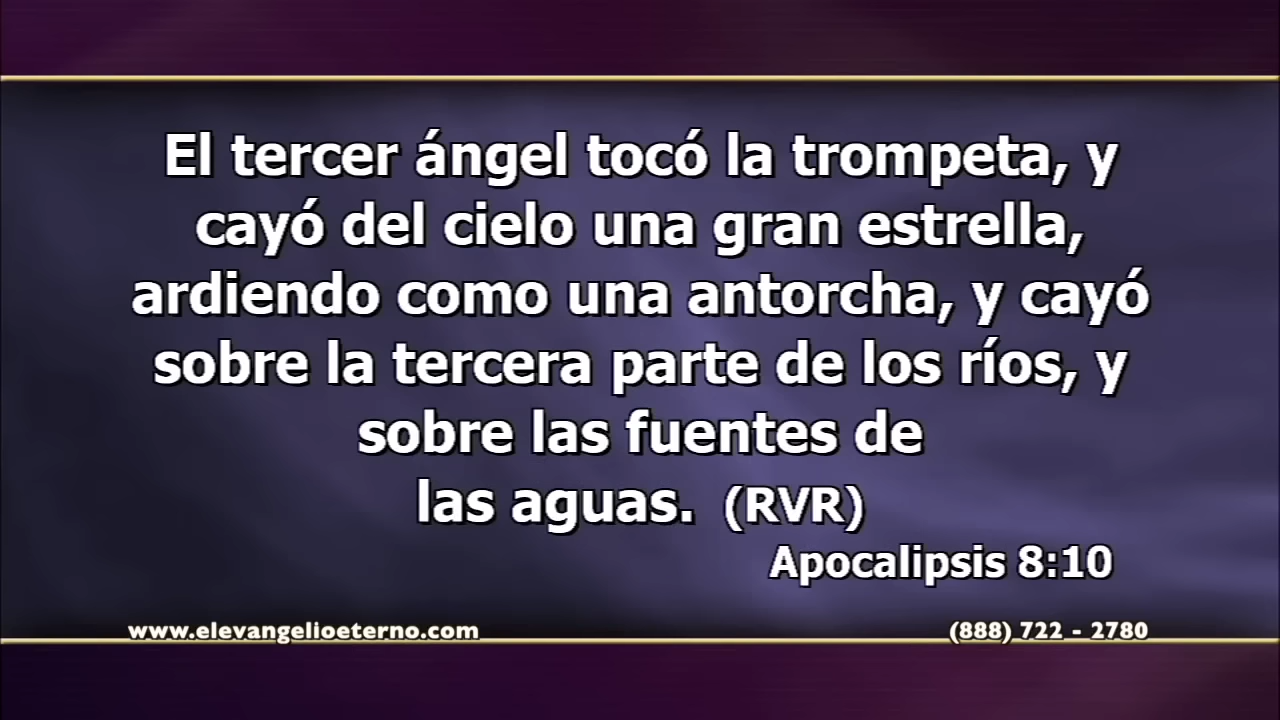 El tercer ángel tocó la trompeta, y
cayó del cielo una gran estrella,
ardiendo como una antorcha, y cayó
sobre la tercera parte de los ríos, y
sobre las fuentes de
las aguas. (RVR)
Apocalipsis 8:10
www.elevangelioeterno.com
(888) 722 - 2780